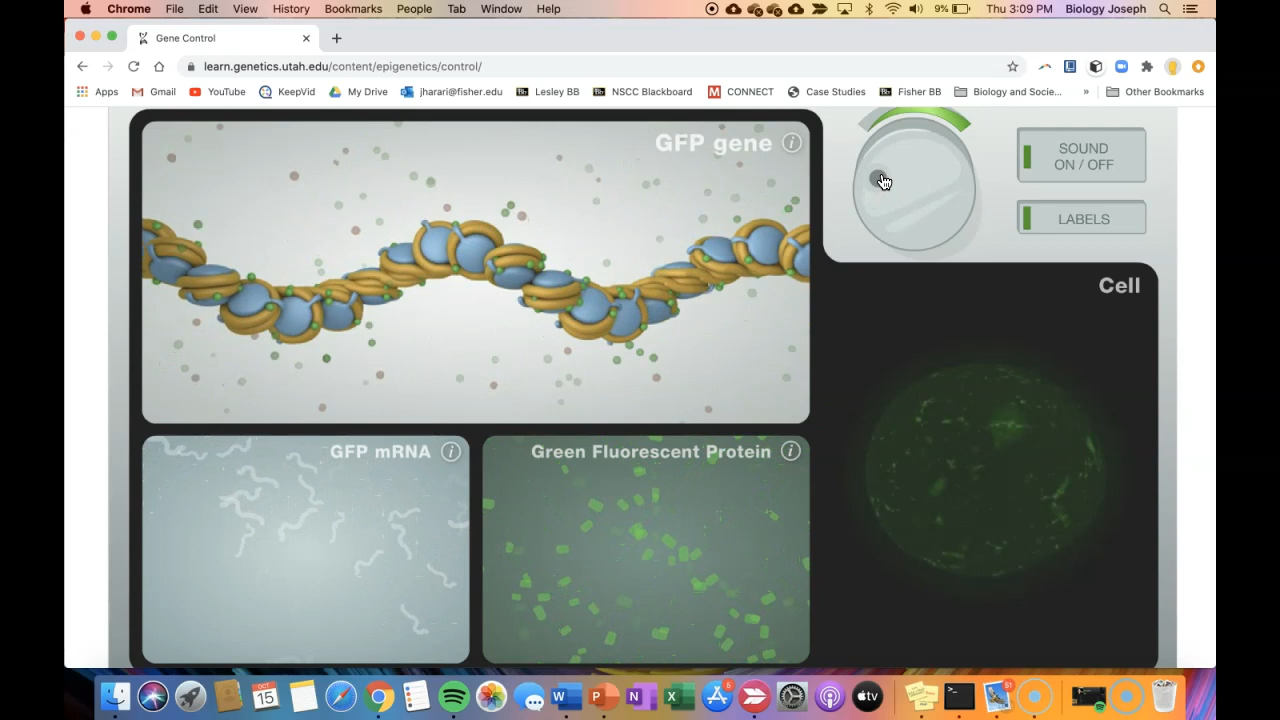 Chrome File Edit View History Bookmarks People Tab Window Help 9% Thu 3:09 PM Biology Joseph
Gene Control
learn.genetics.utah.edu/content/epigenetics/control/
Apps Gmail YouTube KeepVid My Drive jharari@fisher.edu Lesley BB NSCC Blackboard CONNECT Case Studies Fisher BB Biology and Socie... » Other Bookmarks
GFP gene
SOUND
ON / OFF
LABELS
Cell
GFP mRNA
Green Fluorescent Protein
OCT
15
tv